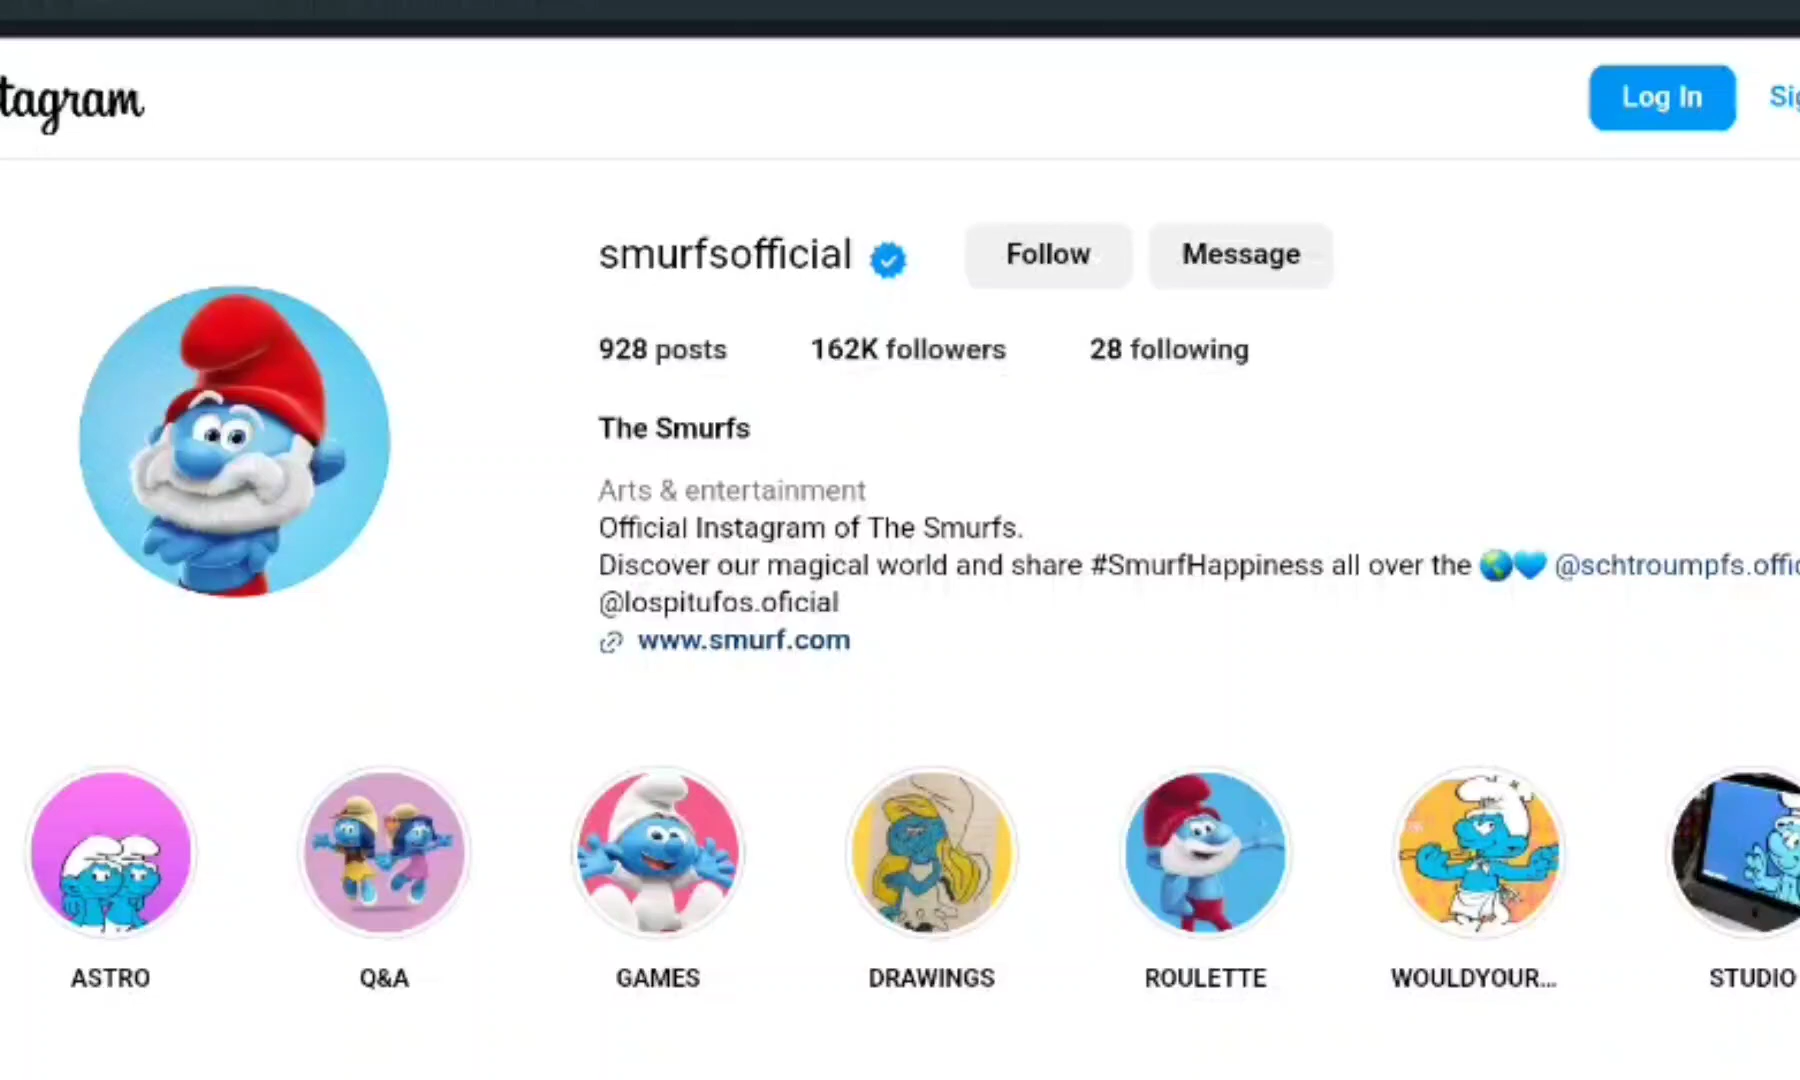 tagram
Log In
smurfsofficial
Follow
Message
928 posts
162K followers
28 following
The Smurfs
Arts & entertainment
Official Instagram of The Smurfs.
Discover our magical world and share #SmurfHappiness all over the 🌎💙 @schtroumpfs.offic
@lospitufos.oficial
www.smurf.com
ASTRO
Q&A
GAMES
DRAWINGS
ROULETTE
WOULDYOUR...
STUDIO